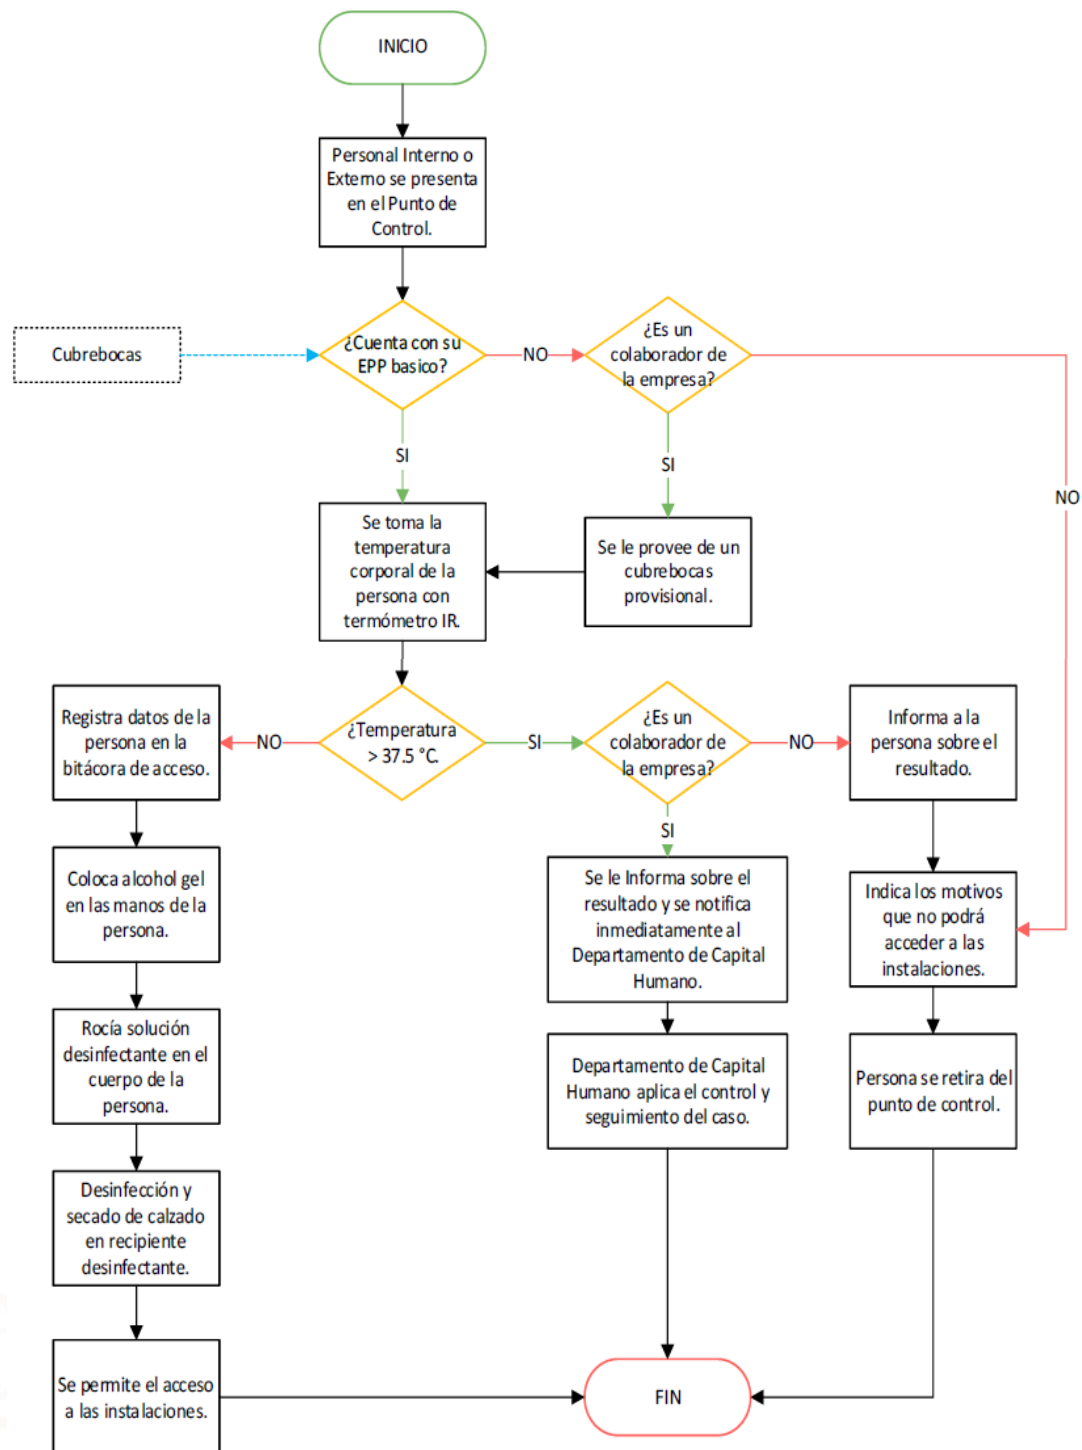 INICIO
Personal Interno o
Externo se presenta
en el Punto de
Control.
Cubrebocas
¿Cuenta con su
EPP basico?
NO
¿Es un
colaborador de
la empresa?
SI
SI
NO
Se toma la
temperatura
corporal de la
persona con
termómetro IR.
Se le provee de un
cubrebocas
provisional.
Registra datos de la
persona en la
bitácora de acceso.
NO
¿Temperatura
> 37.5 °C.
SI
¿Es un
colaborador de
la empresa?
NO
Informa a la
persona sobre el
resultado.
SI
Coloca alcohol gel
en las manos de la
persona.
Se le Informa sobre el
resultado y se notifica
inmediatamente al
Departamento de Capital
Humano.
Indica los motivos
que no podrá
acceder a las
instalaciones.
Rocía solución
desinfectante en el
cuerpo de la
persona.
Departamento de Capital
Humano aplica el control y
seguimiento del caso.
Persona se retira del
punto de control.
Desinfección y
secado de calzado
en recipiente
desinfectante.
Se permite el acceso
a las instalaciones.
FIN